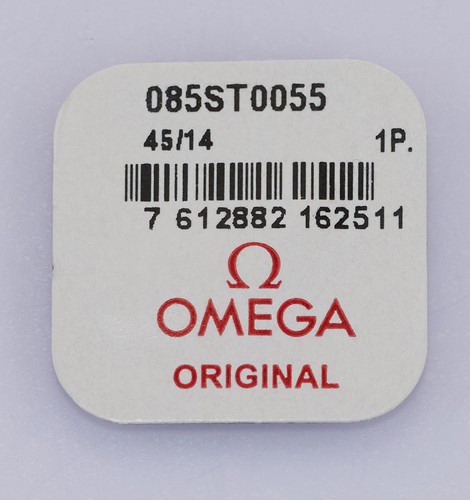 085ST0055
45/14 1P.
7 612882 162511
Ω
OMEGA
ORIGINAL